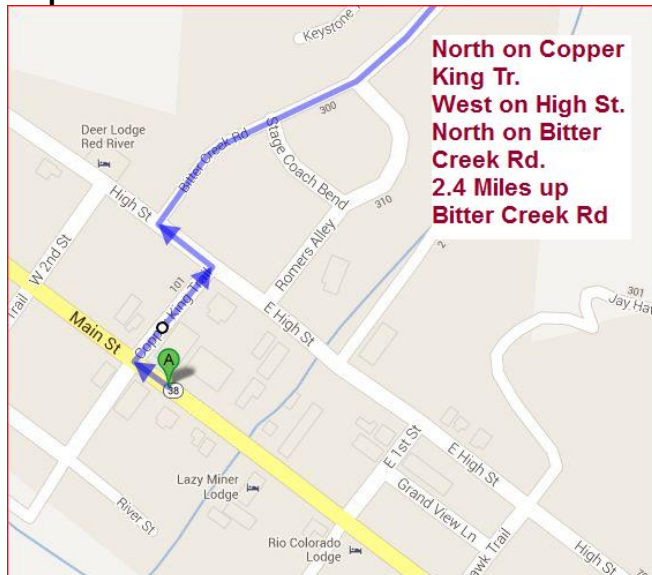 Keystone
North on Copper
King Tr.
West on High St.
North on Bitter
Creek Rd.
2.4 Miles up
Bitter Creek Rd
300
Deer Lodge
Red River
Bitter Creek Rd
Stage Coach Bend
310
High St
Romers Alley
W 2nd St
2
101
Copper King Trail
E High St
301
Jay Haw
Trail
Main St
A
38
E 1st St
E High St
Lazy Miner
Lodge
Grand View Ln
River St
Rio Colorado
Lodge
awk Trail
High St